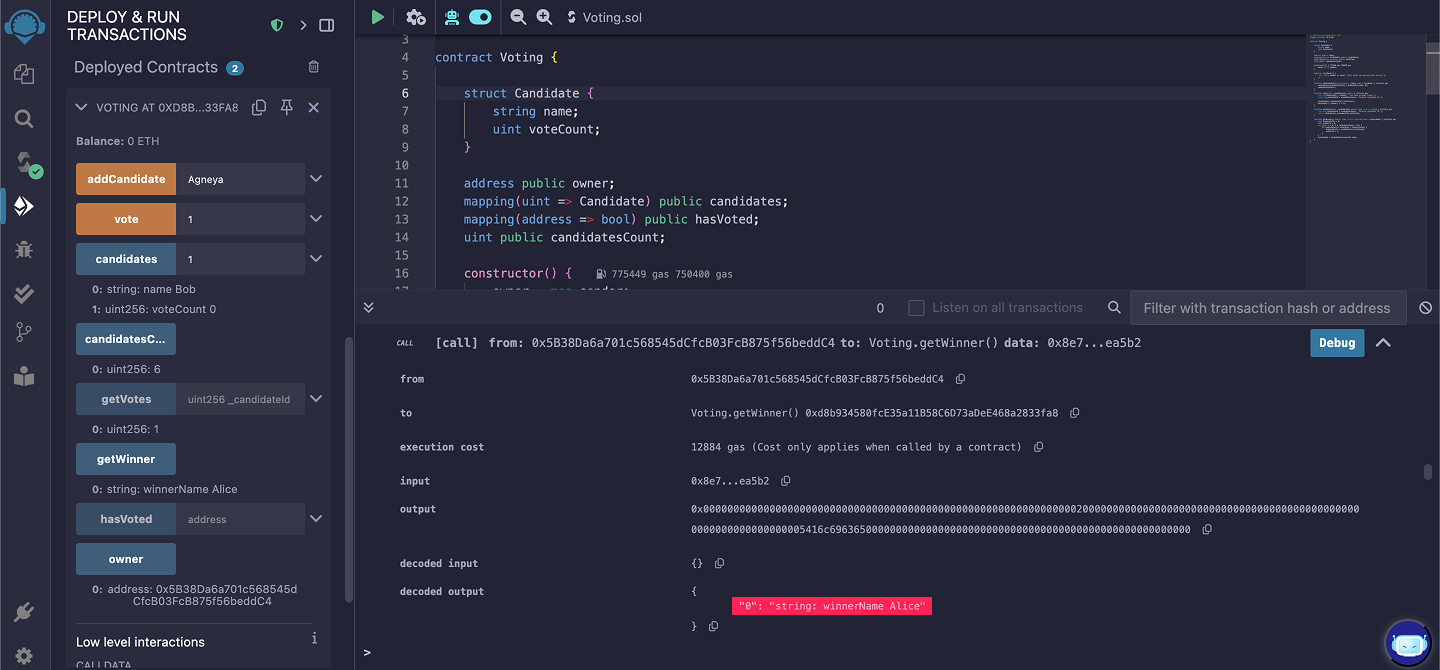 DEPLOY & RUN
TRANSACTIONS
Deployed Contracts 2
VOTING AT 0XD8B...33FA8
Balance: 0 ETH
addCandidate Agneya
vote 1
candidates 1
0: string: name Bob
1: uint256: voteCount 0
candidatesC...
0: uint256: 6
getVotes uint256 _candidateId
0: uint256: 1
getWinner
0: string: winnerName Alice
hasVoted address
owner
0: address: 0x5B38Da6a701c568545d
CfcB03FcB875f56beddC4
Low level interactions i
CALLDATA
Voting.sol
3
4 contract Voting {
5
6 struct Candidate {
7 string name;
8 uint voteCount;
9 }
10
11 address public owner;
12 mapping(uint => Candidate) public candidates;
13 mapping(address => bool) public hasVoted;
14 uint public candidatesCount;
15
16 constructor() { 775449 gas 750400 gas
17 owner = msg.sender;
0 Listen on all transactions Filter with transaction hash or address
CALL [call] from: 0x5B38Da6a701c568545dCfcB03FcB875f56beddC4 to: Voting.getWinner() data: 0x8e7...ea5b2 Debug
from 0x5B38Da6a701c568545dCfcB03FcB875f56beddC4
to Voting.getWinner() 0xd8b934580fcE35a11B58C6D73aDeE468a2833fa8
execution cost 12884 gas (Cost only applies when called by a contract)
input 0x8e7...ea5b2
output
decoded input {}
decoded output {
"0": "string: winnerName Alice"
}
>